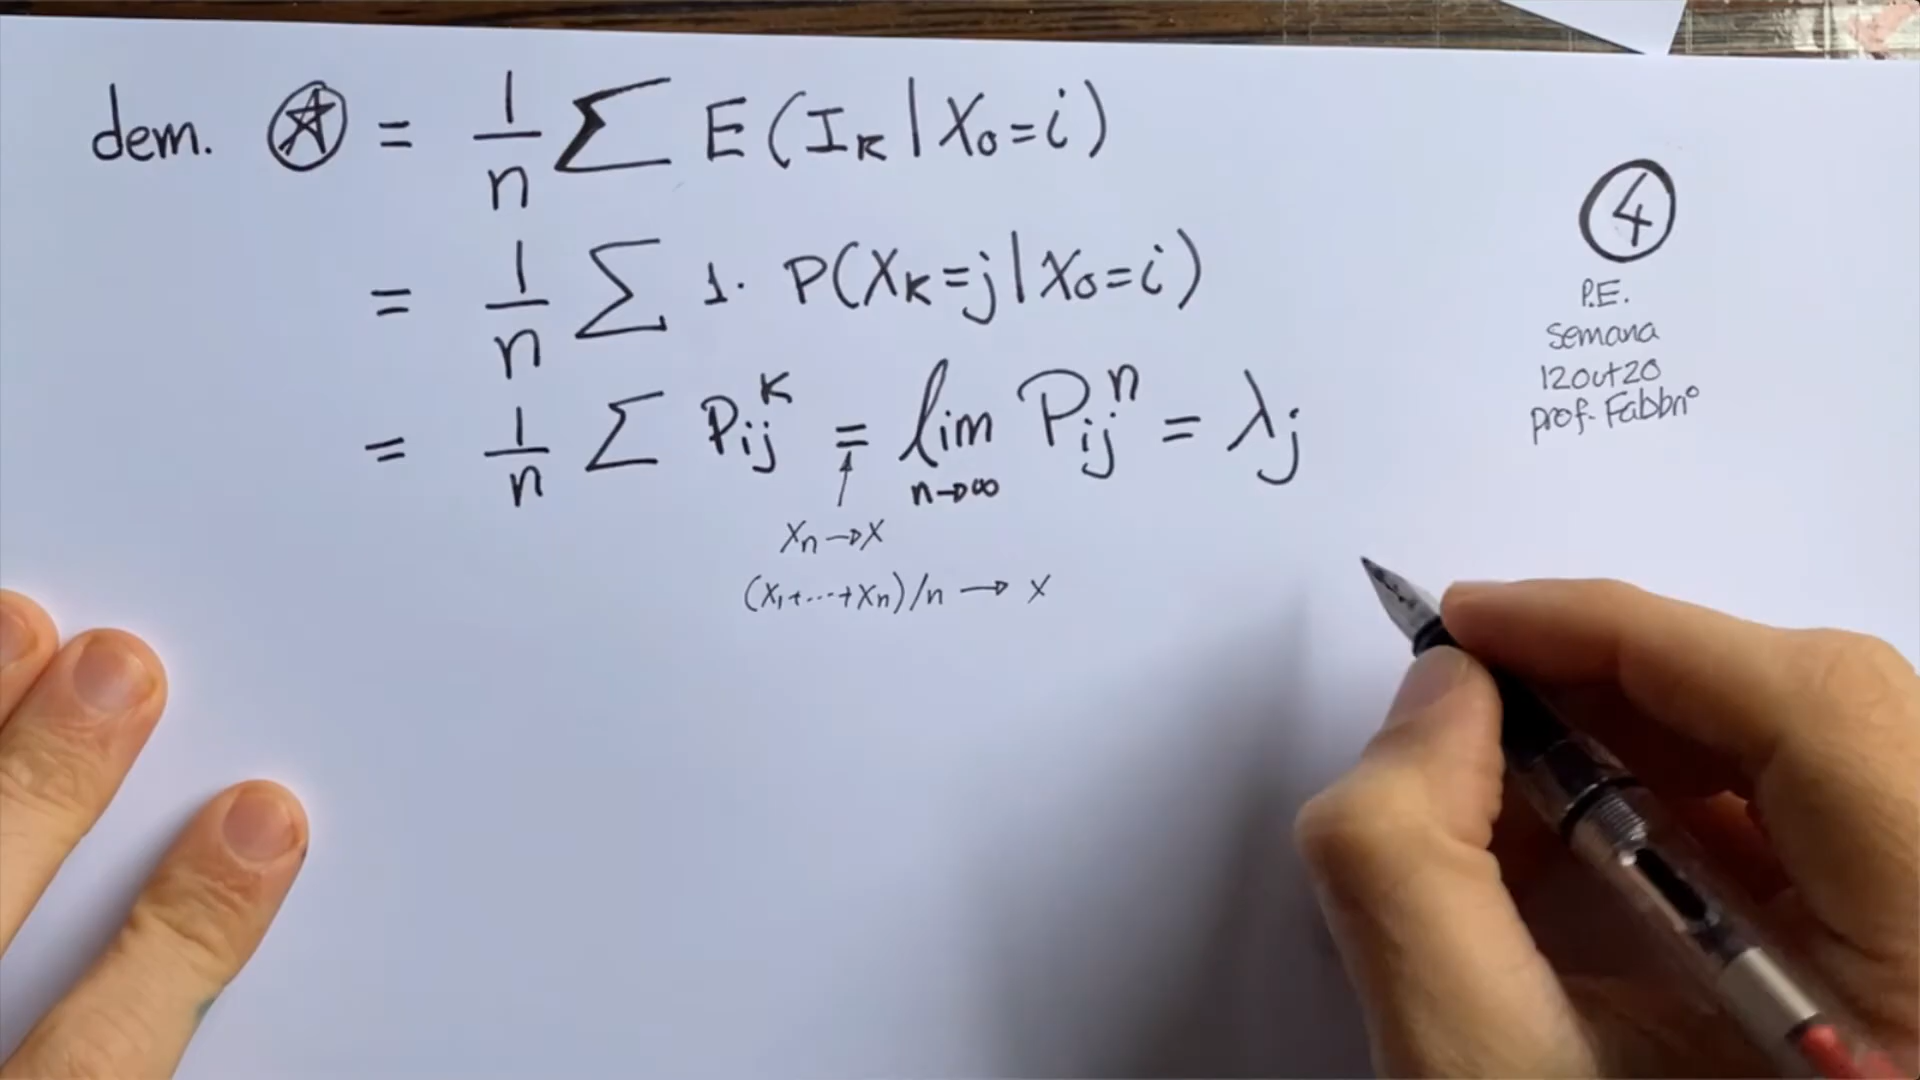 dem. ✪ = 1/n ∑ E(I_K | X_0 = i)
= 1/n ∑ 1 · P(X_K = j | X_0 = i)
= 1/n ∑ P_ij^K = lim_{n→∞} P_ij^n = λ_j
X_n → X
(X_1 + ··· + X_n)/n → X
4
P.E.
semana
12out20
prof. Fabbrº